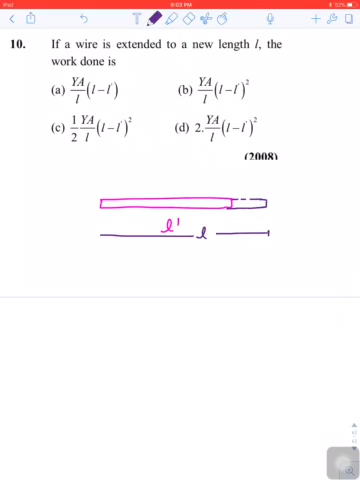 iPad 9:03 PM 52%
10. If a wire is extended to a new length l, the
work done is
(a) YA/l (l – l′) (b) YA/l (l – l′)²
(c) 1/2 YA/l (l – l′)² (d) 2. YA/l (l – l′)²
(2008)
l'
l